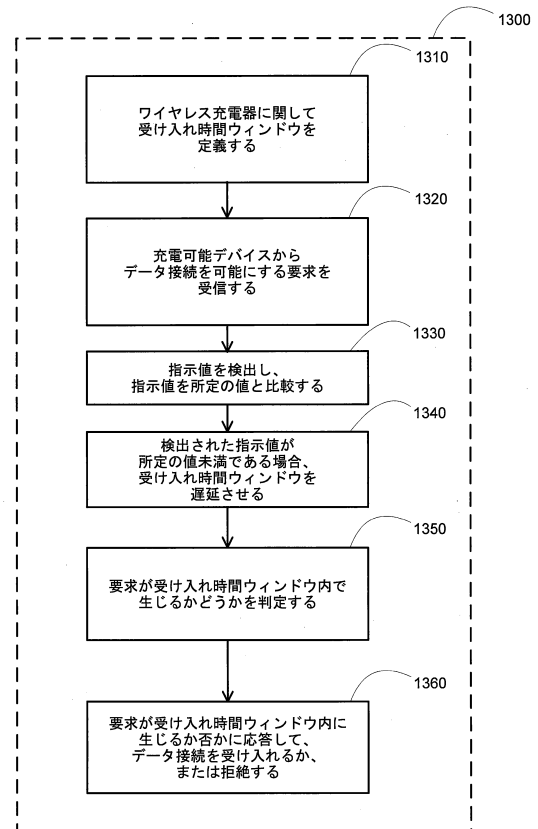 1300
1310
ワイヤレス充電器に関して
受け入れ時間ウィンドウを
定義する
1320
充電可能デバイスから
データ接続を可能にする要求を
受信する
1330
指示値を検出し、
指示値を所定の値と比較する
1340
検出された指示値が
所定の値未満である場合、
受け入れ時間ウィンドウを
遅延させる
1350
要求が受け入れ時間ウィンドウ内で
生じるかどうかを判定する
1360
要求が受け入れ時間ウィンドウ内に
生じるか否かに応答して、
データ接続を受け入れるか、
または拒絶する